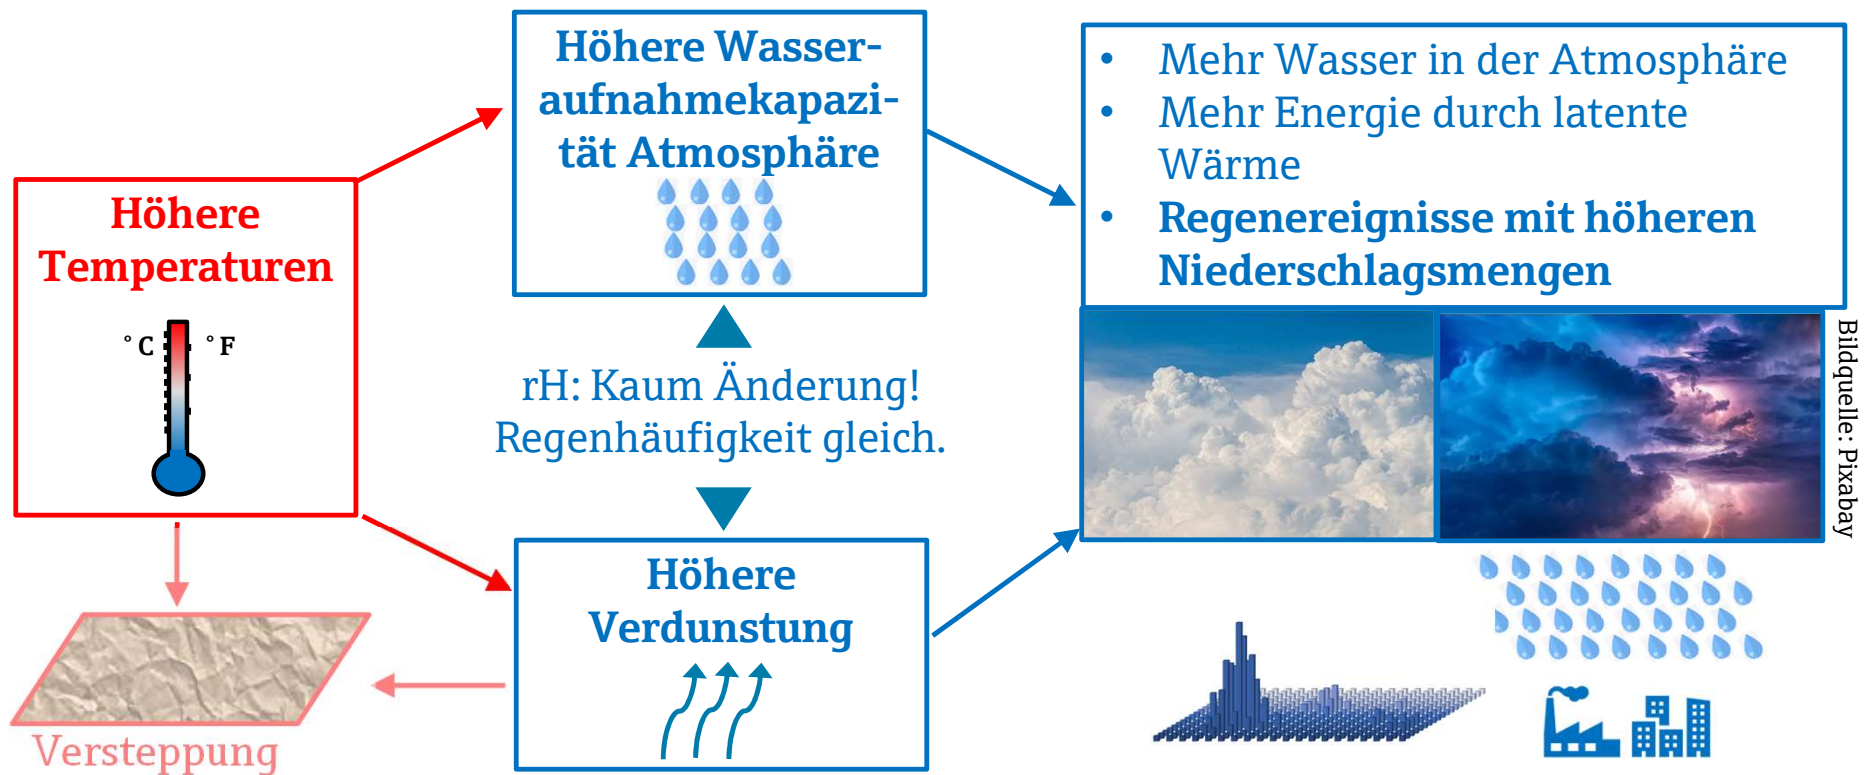 Höhere
Temperaturen
°C
°F
Höhere Wasser-
aufnahmekapazi-
tät Atmosphäre
rH: Kaum Änderung!
Regenhäufigkeit gleich.
Höhere
Verdunstung
Versteppung
• Mehr Wasser in der Atmosphäre
• Mehr Energie durch latente
Wärme
• Regenereignisse mit höheren
Niederschlagsmengen
Bildquelle: Pixabay